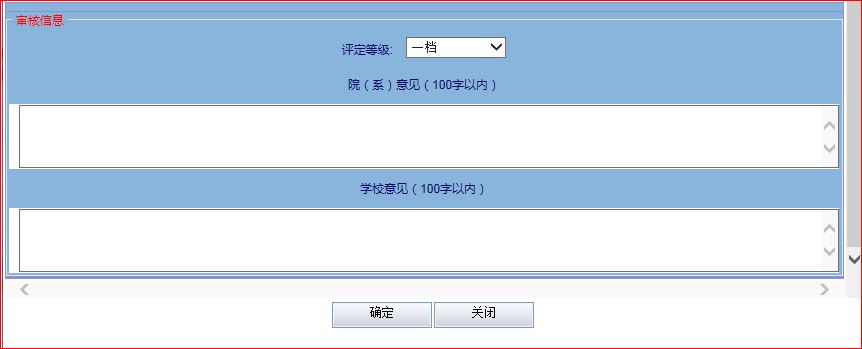 审核信息
评定等级: 一档
院（系）意见（100字以内）
学校意见（100字以内）
确定 关闭